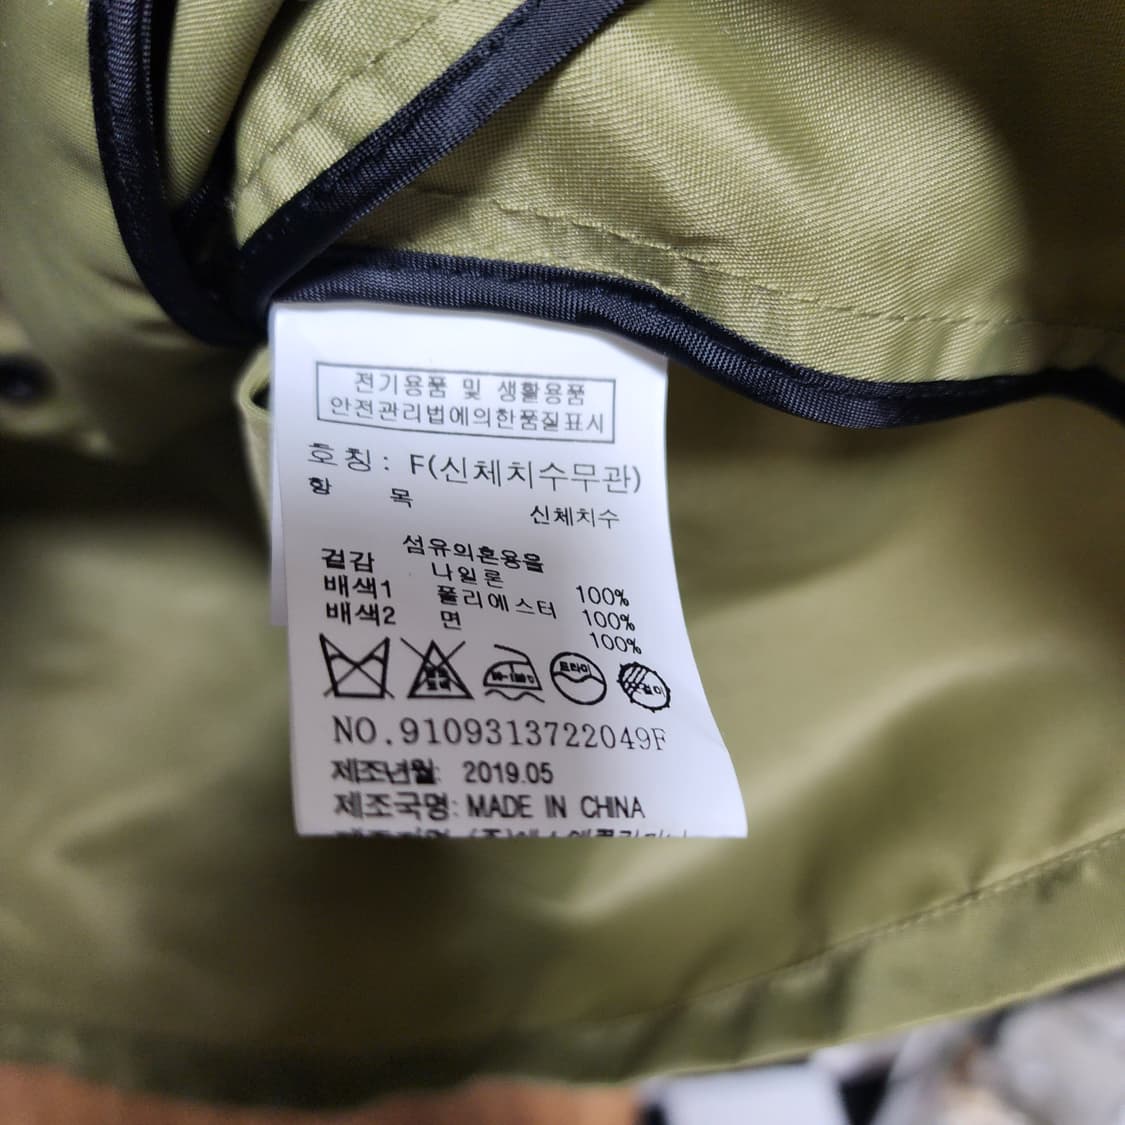 전기용품 및 생활용품
안전관리법에의한품질표시
호칭: F(신체치수무관)
항 목
신체치수
섬유의혼용율
겉감 나일론 100%
배색1 폴리에스터 100%
배색2 면 100%
드라이
NO.9109313722049F
제조년월: 2019.05
제조국명: MADE IN CHINA